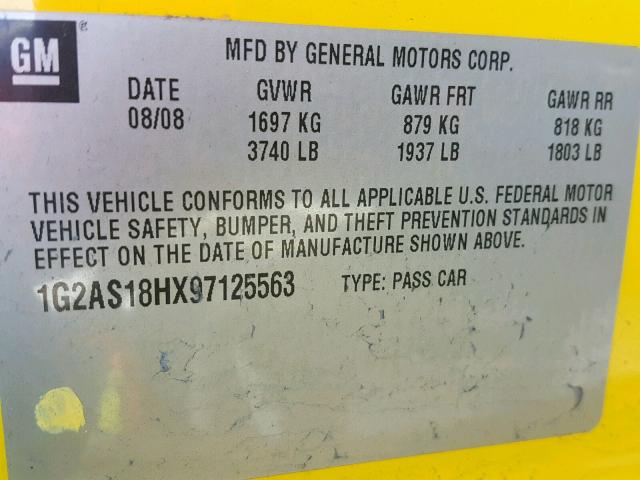 GM®
MFD BY GENERAL MOTORS CORP.
DATE GVWR GAWR FRT GAWR RR
08/08 1697 KG 879 KG 818 KG
3740 LB 1937 LB 1803 LB
THIS VEHICLE CONFORMS TO ALL APPLICABLE U.S. FEDERAL MOTOR
VEHICLE SAFETY, BUMPER, AND THEFT PREVENTION STANDARDS IN
EFFECT ON THE DATE OF MANUFACTURE SHOWN ABOVE.
1G2AS18HX97125563 TYPE: PASS CAR